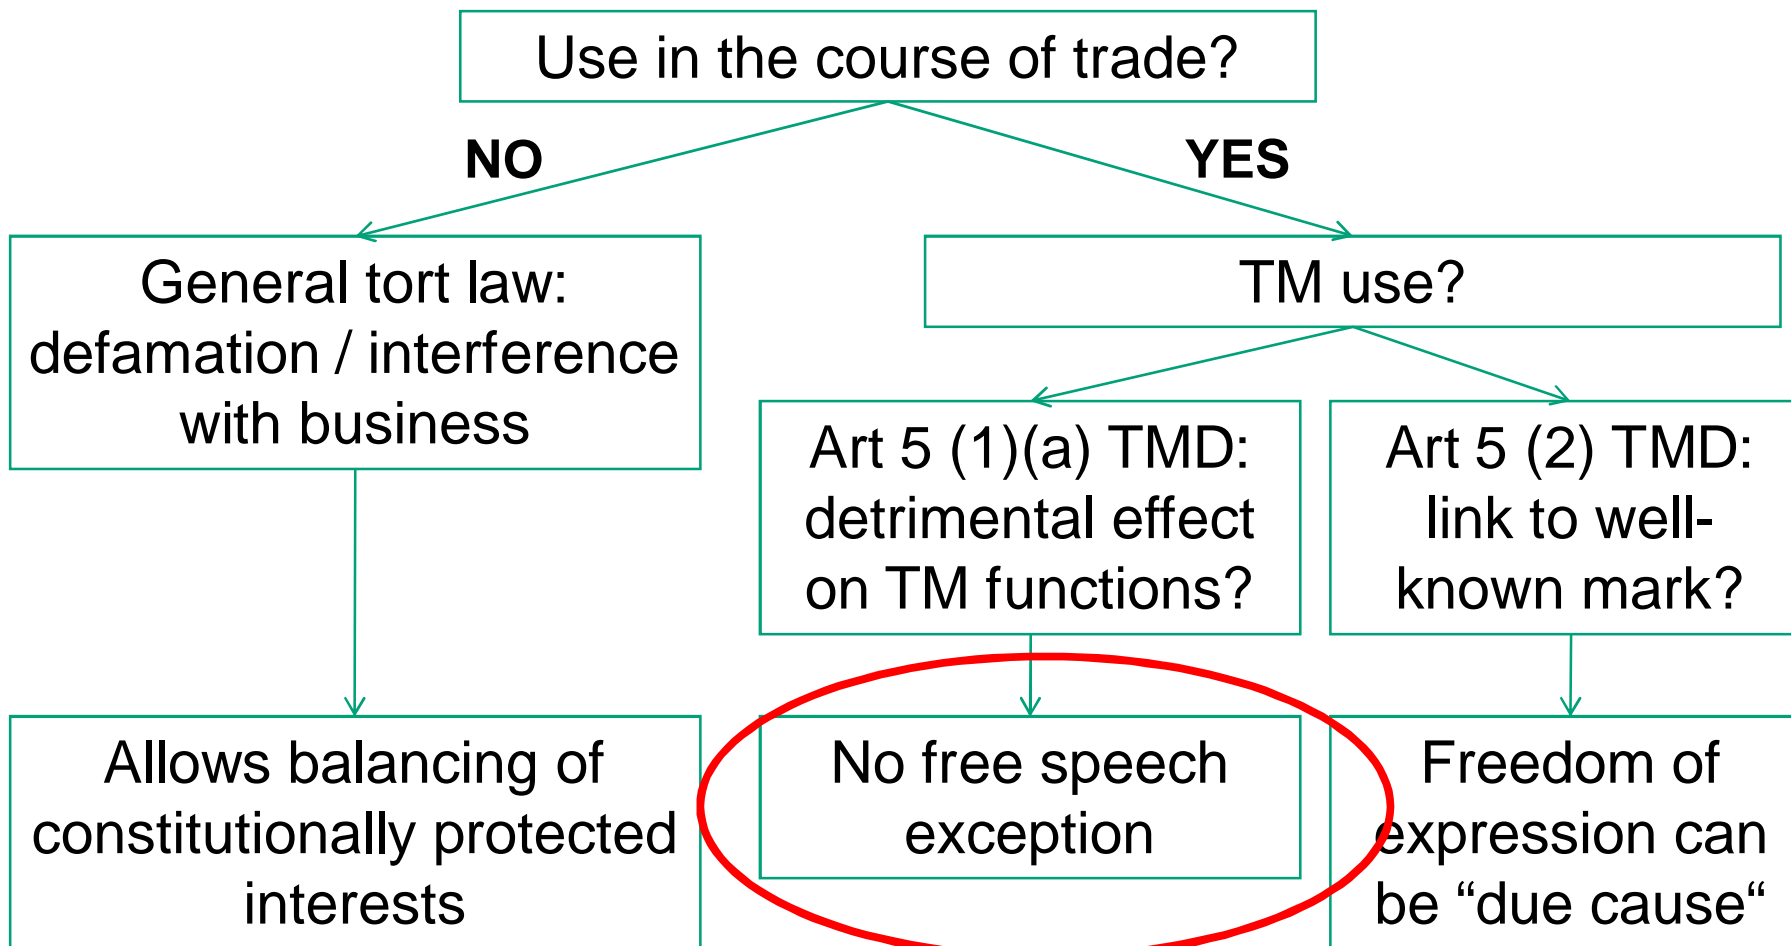 Use in the course of trade?
NO
YES
General tort law:
defamation / interference
with business
TM use?
Art 5 (1)(a) TMD:
detrimental effect
on TM functions?
Art 5 (2) TMD:
link to well-
known mark?
Allows balancing of
constitutionally protected
interests
No free speech
exception
Freedom of
expression can
be “due cause“